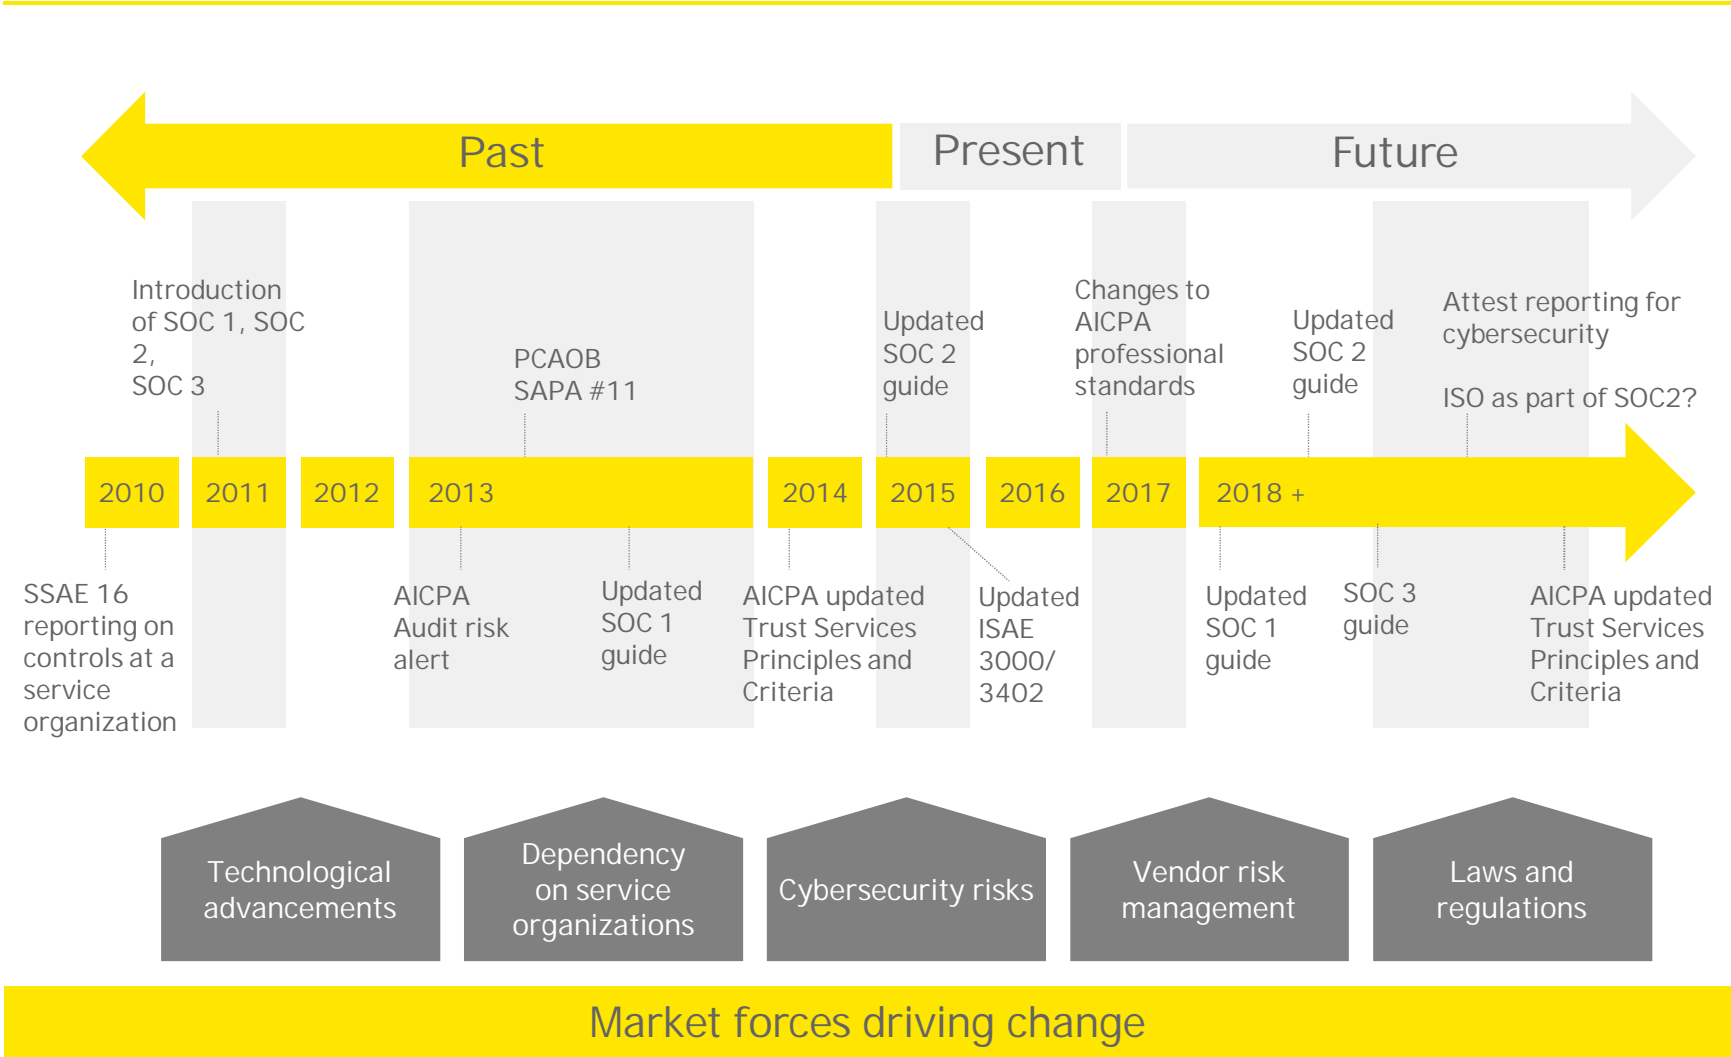 Past
Present
Future
Introduction
of SOC 1, SOC
2,
SOC 3
PCAOB
SAPA #11
Updated
SOC 2
guide
Changes to
AICPA
professional
standards
Updated
SOC 2
guide
Attest reporting for
cybersecurity
ISO as part of SOC2?
2010
2011
2012
2013
2014
2015
2016
2017
2018 +
SSAE 16
reporting on
controls at a
service
organization
AICPA
Audit risk
alert
Updated
SOC 1
guide
AICPA updated
Trust Services
Principles and
Criteria
Updated
ISAE
3000/
3402
Updated
SOC 1
guide
SOC 3
guide
AICPA updated
Trust Services
Principles and
Criteria
Technological
advancements
Dependency
on service
organizations
Cybersecurity risks
Vendor risk
management
Laws and
regulations
Market forces driving change